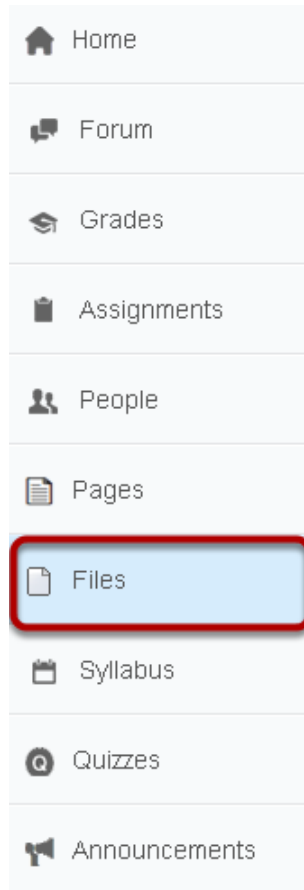 Home
Forum
Grades
Assignments
People
Pages
Files
Syllabus
Quizzes
Announcements